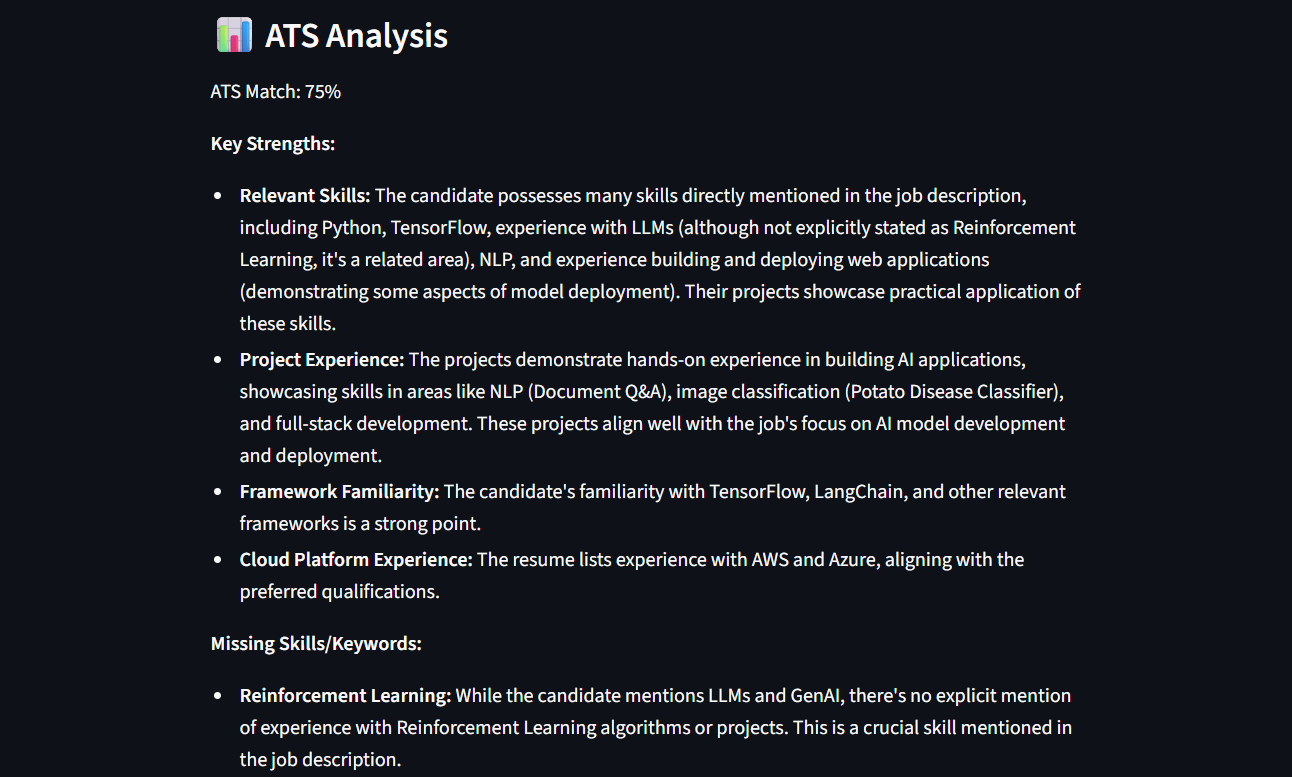 ATS Analysis
ATS Match: 75%
Key Strengths:
Relevant Skills: The candidate possesses many skills directly mentioned in the job description,
including Python, TensorFlow, experience with LLMs (although not explicitly stated as Reinforcement
Learning, it's a related area), NLP, and experience building and deploying web applications
(demonstrating some aspects of model deployment). Their projects showcase practical application of
these skills.
Project Experience: The projects demonstrate hands-on experience in building AI applications,
showcasing skills in areas like NLP (Document Q&A), image classification (Potato Disease Classifier),
and full-stack development. These projects align well with the job's focus on AI model development
and deployment.
Framework Familiarity: The candidate's familiarity with TensorFlow, LangChain, and other relevant
frameworks is a strong point.
Cloud Platform Experience: The resume lists experience with AWS and Azure, aligning with the
preferred qualifications.
Missing Skills/Keywords:
Reinforcement Learning: While the candidate mentions LLMs and GenAI, there's no explicit mention
of experience with Reinforcement Learning algorithms or projects. This is a crucial skill mentioned in
the job description.